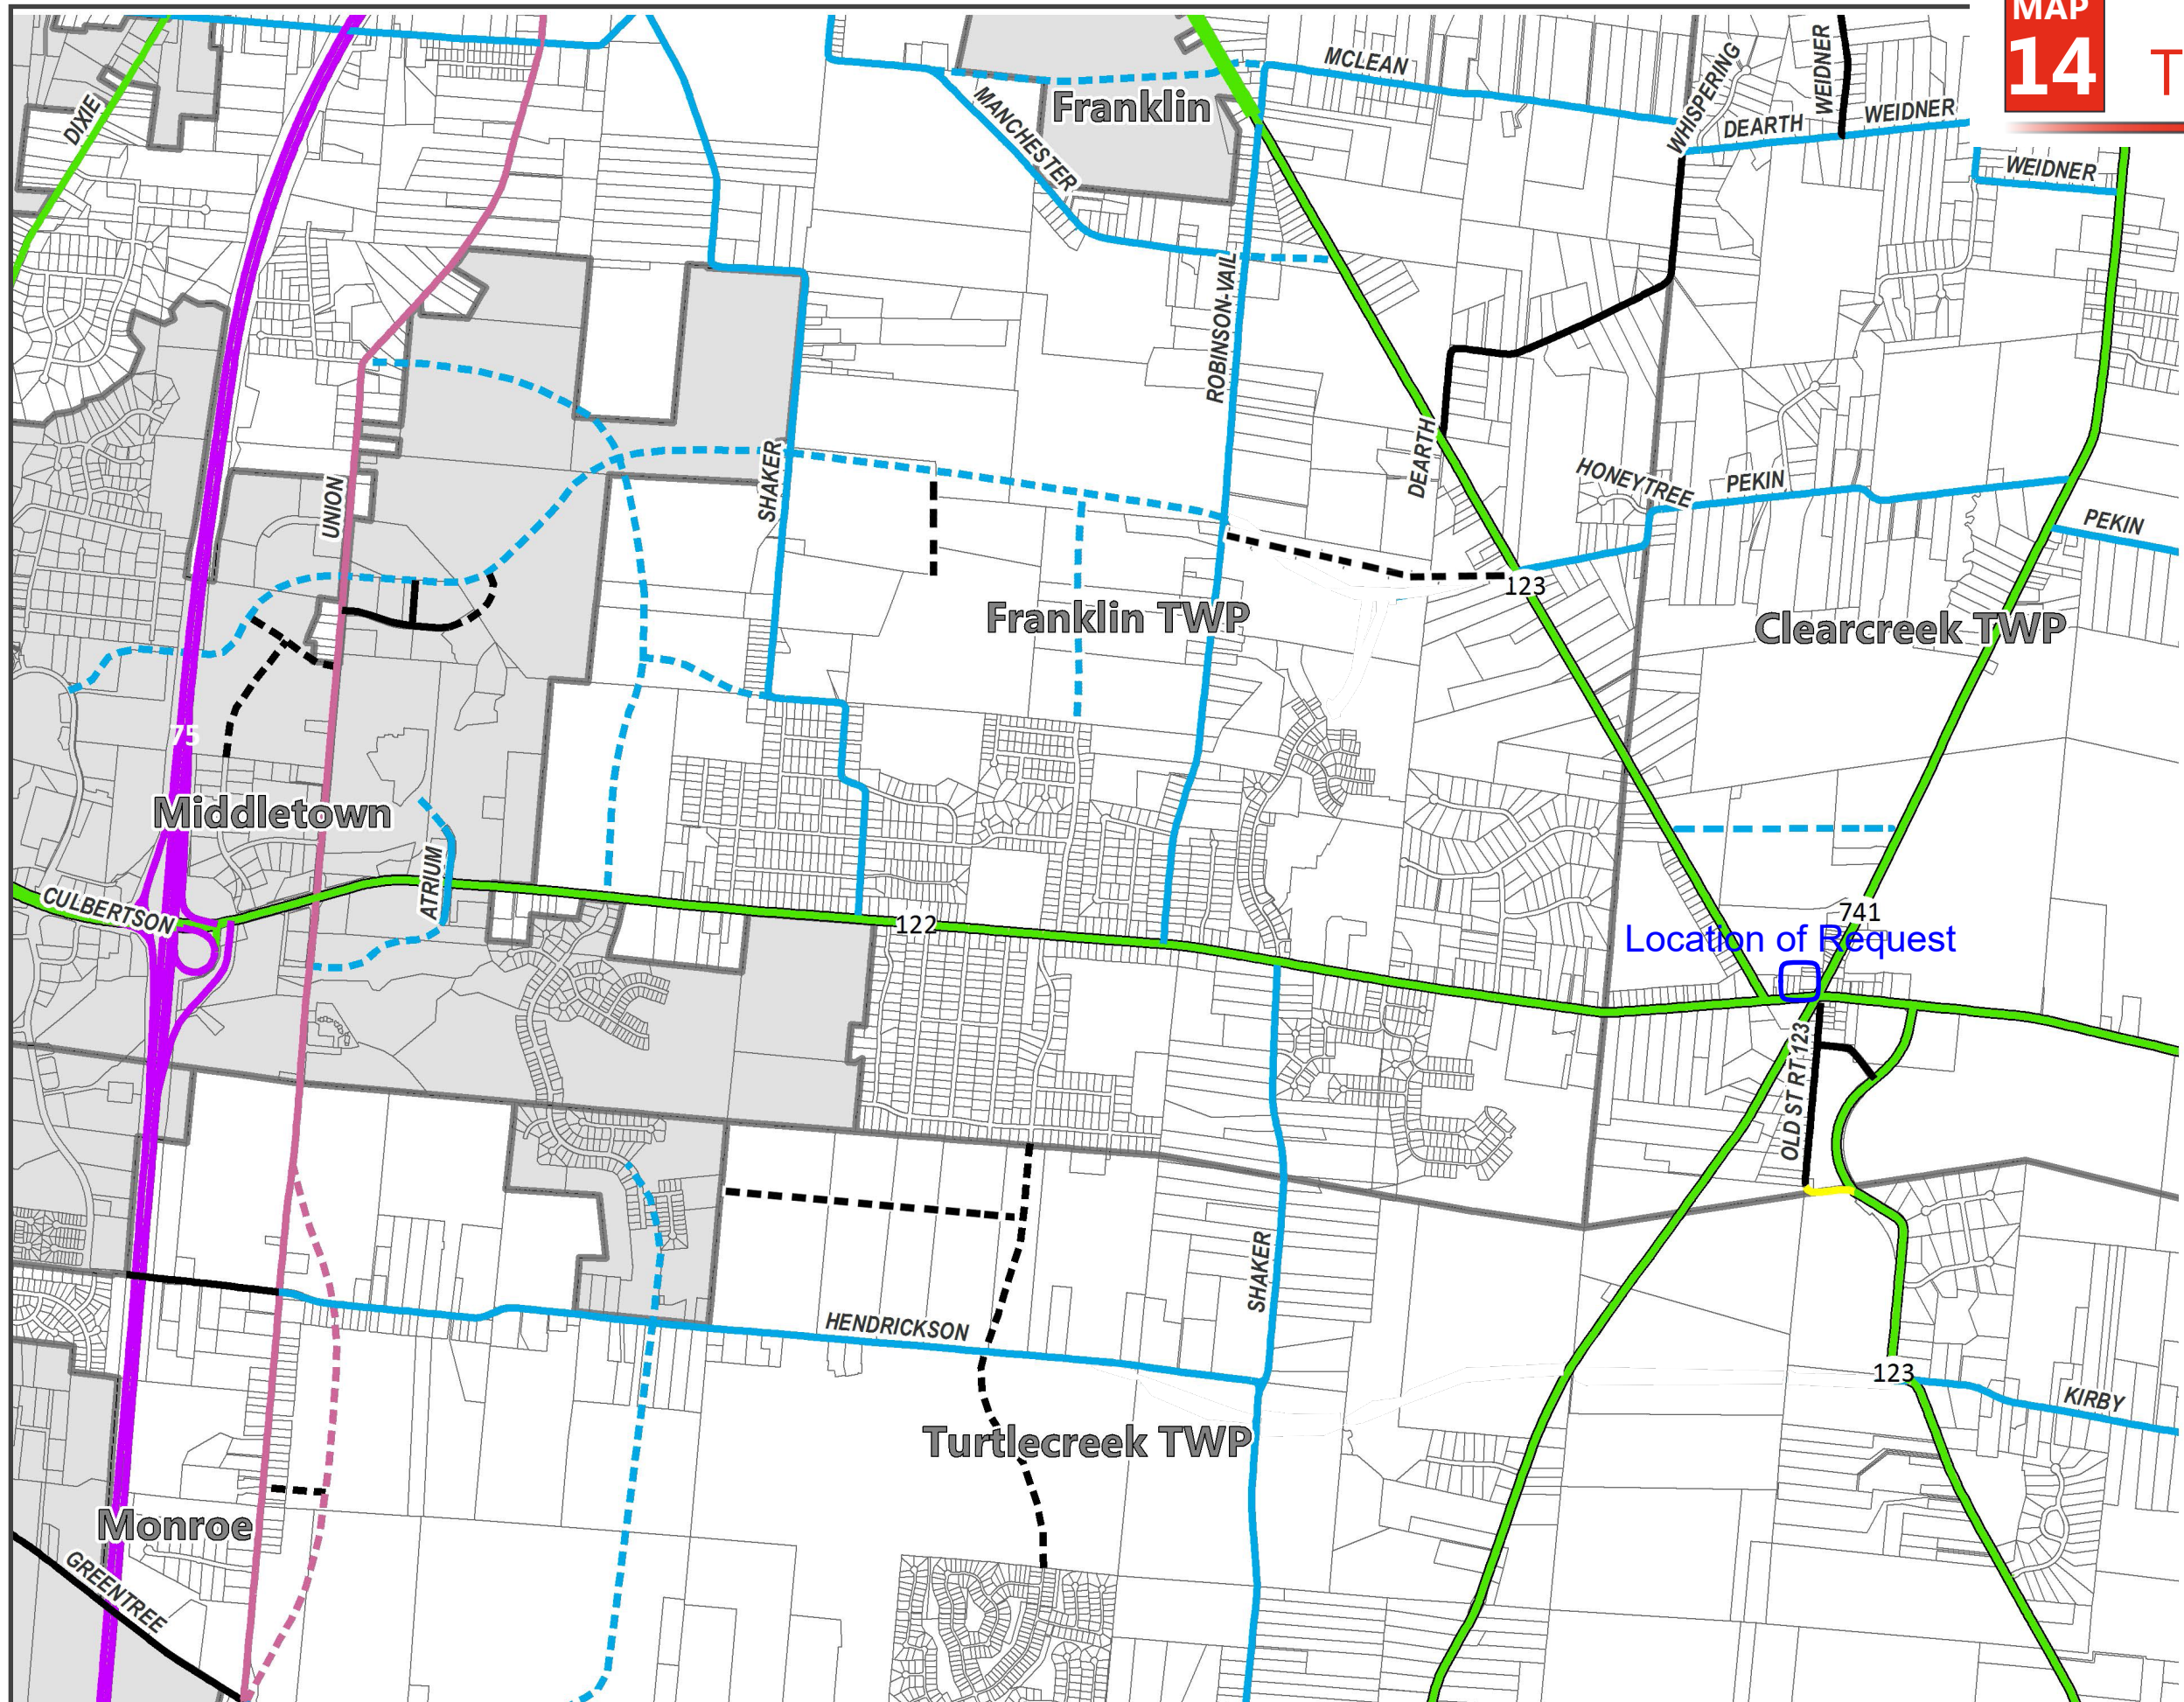 MAP
14
T
MCLEAN
WHISPERING
WEIDNER
DEARTH
WEIDNER
WEIDNER
DIXIE
MANCHESTER
Franklin
ROBINSON-VAIL
UNION
SHAKER
DEARTH
HONEYTREE
PEKIN
PEKIN
123
Franklin TWP
Clearcreek TWP
75
Middletown
ATRIUM
CULBERTSON
122
741
Location of Request
OLD ST RT 123
SHAKER
HENDRICKSON
123
KIRBY
Turtlecreek TWP
Monroe
GREENTREE